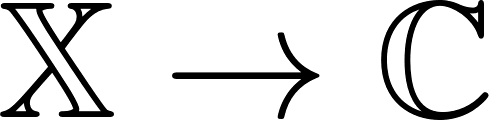 𝕏 → ℂ